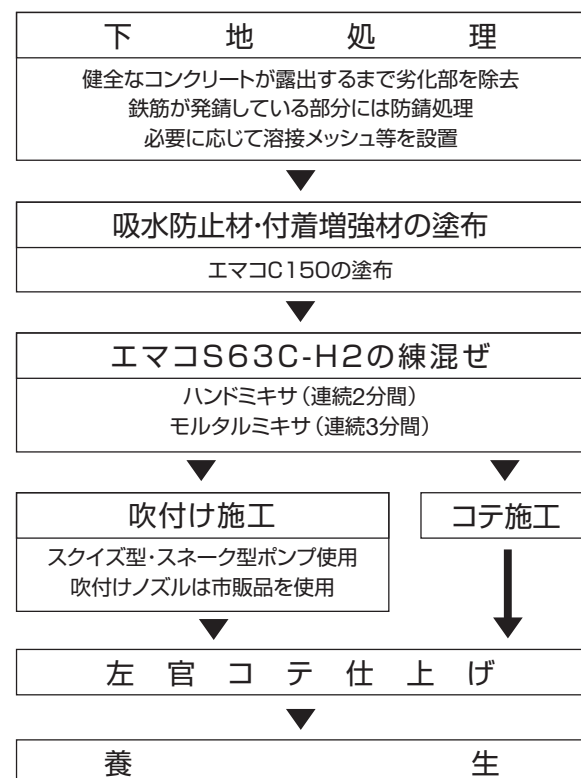 下地処理
健全なコンクリートが露出するまで劣化部を除去
鉄筋が発錆している部分には防錆処理
必要に応じて溶接メッシュ等を設置
吸水防止材・付着増強材の塗布
エマコC150の塗布
エマコS63C-H2の練混ぜ
ハンドミキサ（連続2分間）
モルタルミキサ（連続3分間）
吹付け施工
スクイズ型・スネーク型ポンプ使用
吹付けノズルは市販品を使用
コテ施工
左官コテ仕上げ
養生